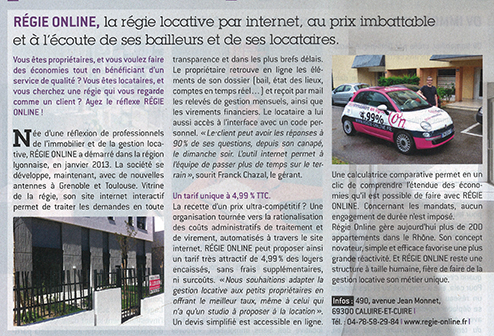 RÉGIE ONLINE, la régie locative par internet, au prix imbattable
et à l'écoute de ses bailleurs et de ses locataires.
Vous êtes propriétaires, et vous voulez faire
des économies tout en bénéficiant d'un
service de qualité ? Vous êtes locataires, et
vous cherchez une régie qui vous regarde
comme un client ? Ayez le réflexe RÉGIE
ONLINE !
Née d'une réflexion de professionnels
de l'immobilier et de la gestion loca-
tive, RÉGIE ONLINE a démarré dans la région
lyonnaise, en janvier 2013. La société se
développe, maintenant, avec de nouvelles
antennes à Grenoble et Toulouse. Vitrine
de la régie, son site internet interactif
permet de traiter les demandes en toute
transparence et dans les plus brefs délais.
Le propriétaire retrouve en ligne les élé-
ments de son dossier (bail, état des lieux,
comptes en temps réel...) et reçoit par mail
les relevés de gestion mensuels, ainsi que
les virements financiers. Le locataire a lui
aussi accès à l'interface avec un code per-
sonnel. « Le client peut avoir les réponses à
90 % de ses questions, depuis son canapé,
le dimanche soir. L'outil internet permet à
l'équipe de passer plus de temps sur le ter-
rain », sourit Franck Chazal, le gérant.
Un tarif unique à 4,99 % TTC.
La recette d'un prix ultra-compétitif ? Une
organisation tournée vers la rationalisation
des coûts administratifs de traitement et
de virement, automatisés à travers le site
internet. RÉGIE ONLINE peut proposer ainsi
un tarif très attractif de 4,99% des loyers
encaissés, sans frais supplémentaires,
ni surcoûts. « Nous souhaitions adapter la
gestion locative aux petits propriétaires en
offrant le meilleur taux, même à celui qui
n'a qu'un studio à proposer à la location ».
Un devis simplifié est accessible en ligne.
4,99%
Une calculatrice comparative permet en un
clic de comprendre l'étendue des écono-
mies qu'il est possible de faire avec RÉGIE
ONLINE. Concernant les mandats, aucun
engagement de durée n'est imposé.
Régie Online gère aujourd'hui plus de 200
appartements dans le Rhône. Son concept
novateur, simple et efficace favorise une plus
grande réactivité. Et RÉGIE ONLINE reste une
structure à taille humaine, fière de faire de la
gestion locative son métier unique.
Infos : 490, avenue Jean Monnet,
69300 CALUIRE-ET-CUIRE |
Tél. : 04-78-58-29-84 | www.regie-online.fr |